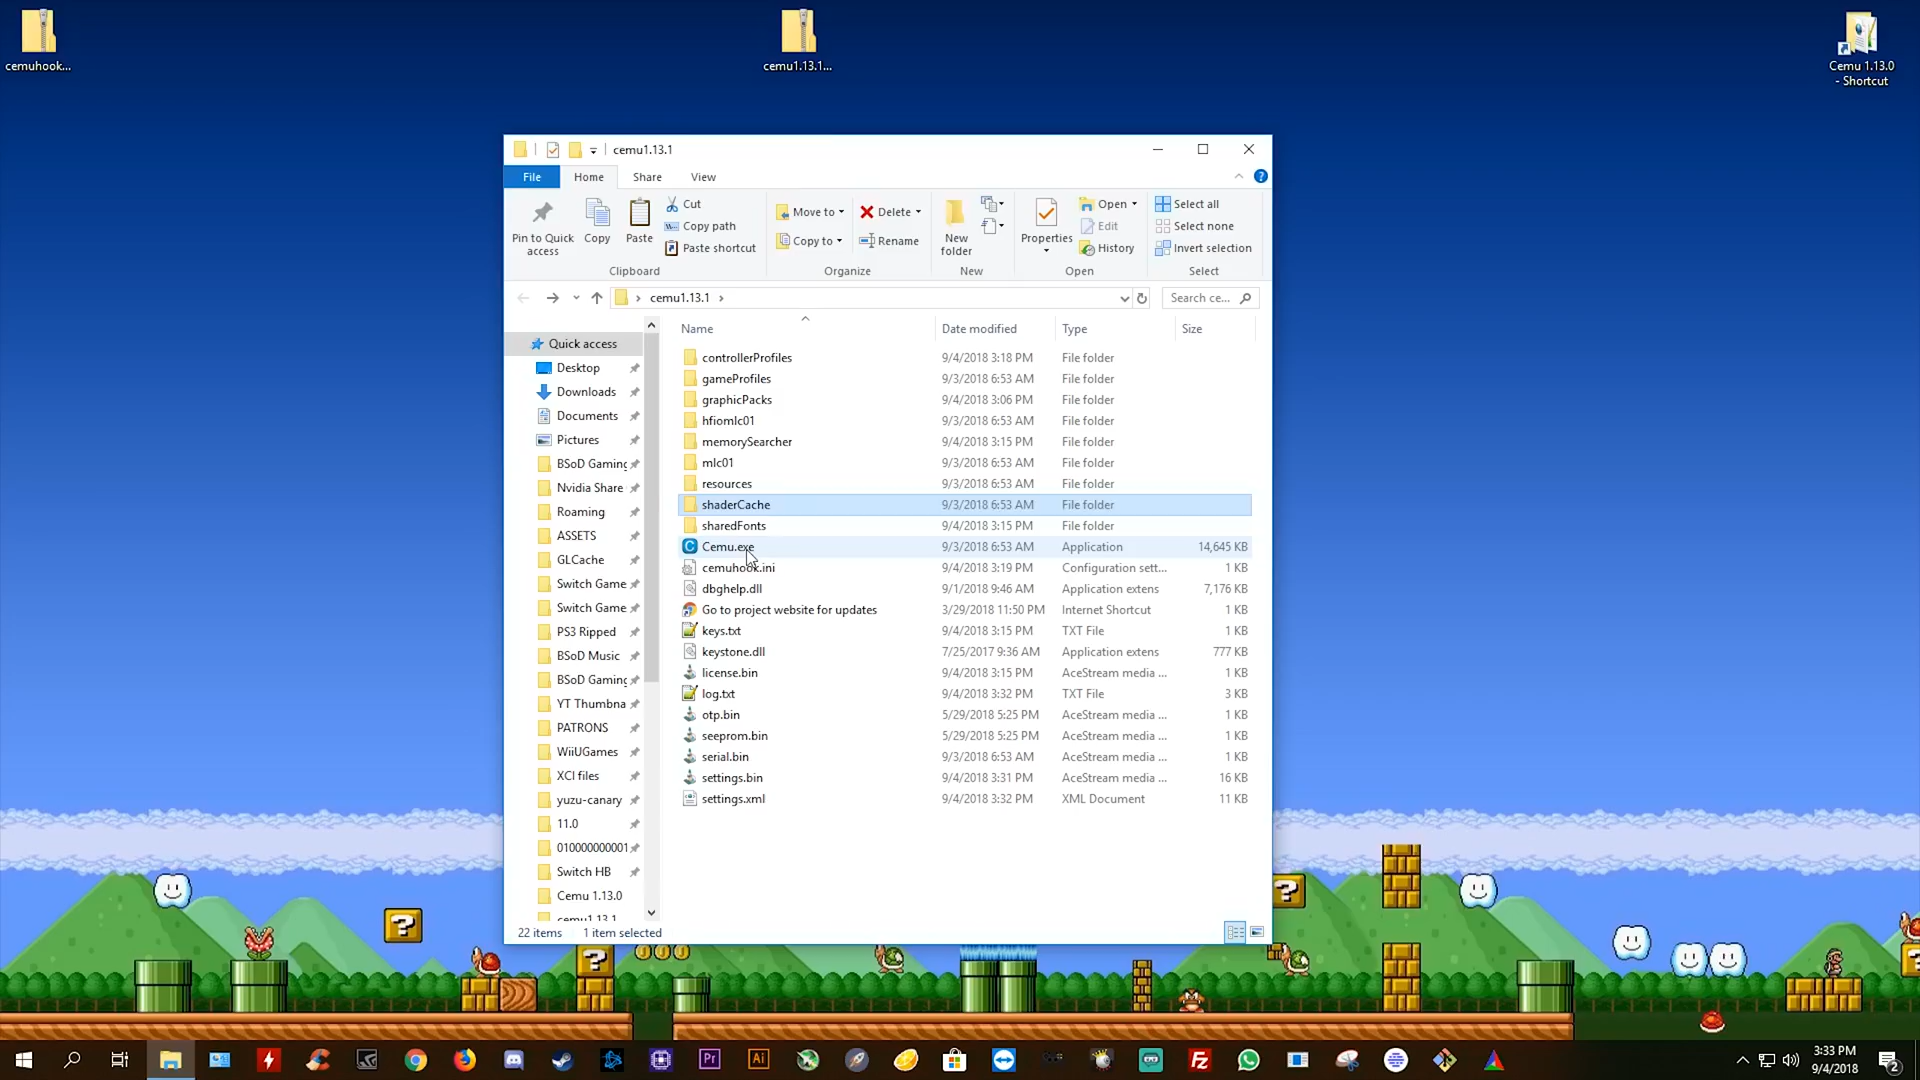 cemuhook...
cemu1.13.1...
Cemu 1.13.0
- Shortcut
cemu1.13.1
File
Home
Share
View
Pin to Quick
access
Copy
Paste
Cut
Copy path
Paste shortcut
Clipboard
Move to
Copy to
Delete
Rename
Organize
New
folder
New
Properties
Open
Edit
History
Open
Select all
Select none
Invert selection
Select
cemu1.13.1
Search ce...
Name Date modified Type Size
Quick access
Desktop
Downloads
Documents
Pictures
BSoD Gaming
Nvidia Share
Roaming
ASSETS
GLCache
Switch Game
Switch Game
PS3 Ripped
BSoD Music
BSoD Gaming
YT Thumbna
PATRONS
WiiUGames
XCI files
yuzu-canary
11.0
010000000001
Switch HB
Cemu 1.13.0
cemu1.13.1
controllerProfiles 9/4/2018 3:18 PM File folder
gameProfiles 9/3/2018 6:53 AM File folder
graphicPacks 9/4/2018 3:06 PM File folder
hfiomlc01 9/3/2018 6:53 AM File folder
memorySearcher 9/4/2018 3:15 PM File folder
mlc01 9/3/2018 6:53 AM File folder
resources 9/3/2018 6:53 AM File folder
shaderCache 9/3/2018 6:53 AM File folder
sharedFonts 9/4/2018 3:15 PM File folder
Cemu.exe 9/3/2018 6:53 AM Application 14,645 KB
cemuhook.ini 9/4/2018 3:19 PM Configuration sett... 1 KB
dbghelp.dll 9/1/2018 9:46 AM Application extens 7,176 KB
Go to project website for updates 3/29/2018 11:50 PM Internet Shortcut 1 KB
keys.txt 9/4/2018 3:15 PM TXT File 1 KB
keystone.dll 7/25/2017 9:36 AM Application extens 777 KB
license.bin 9/4/2018 3:15 PM AceStream media ... 1 KB
log.txt 9/4/2018 3:32 PM TXT File 3 KB
otp.bin 5/29/2018 5:25 PM AceStream media ... 1 KB
seeprom.bin 5/29/2018 5:25 PM AceStream media ... 1 KB
serial.bin 9/3/2018 6:53 AM AceStream media ... 1 KB
settings.bin 9/4/2018 3:31 PM AceStream media ... 16 KB
settings.xml 9/4/2018 3:32 PM XML Document 11 KB
22 items 1 item selected
Pr
Ai
3:33 PM
9/4/2018
2